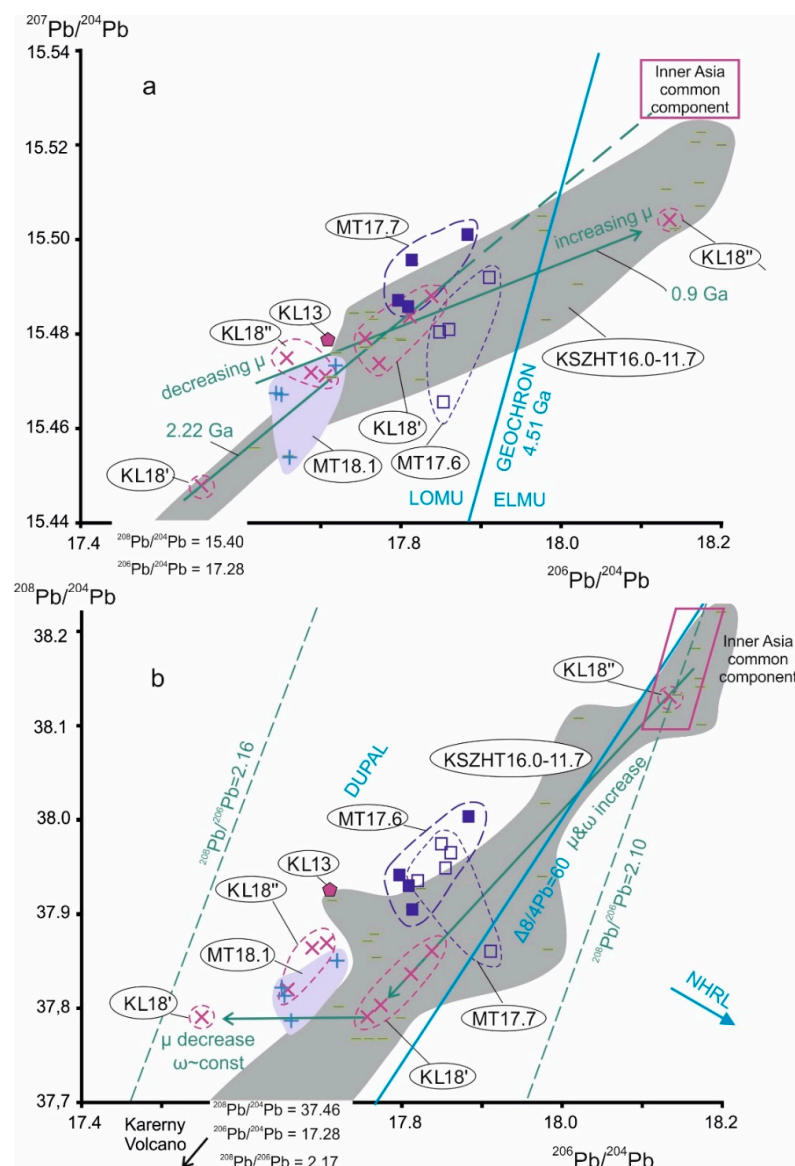 ²⁰⁷Pb/²⁰⁴Pb
15.54
15.52
15.50
15.48
15.46
15.44
a
Inner Asia
common
component
MT17.7
increasing μ
KL18"
0.9 Ga
KL13
KL18"
decreasing μ
KSZHT16.0-11.7
2.22 Ga
KL18'
MT17.6
GEOCHRON
4.51 Ga
KL18'
MT18.1
LOMU
ELMU
17.4
17.8
18.0
18.2
²⁰⁸Pb/²⁰⁴Pb = 15.40
²⁰⁶Pb/²⁰⁴Pb = 17.28
²⁰⁶Pb/²⁰⁴Pb
²⁰⁸Pb/²⁰⁴Pb
38.2
38.1
38.0
37.9
37.8
37,7
b
Inner Asia
common
component
KL18"
DUPAL
KSZHT16.0-11.7
²⁰⁸Pb/²⁰⁶Pb=2.16
MT17.6
μ&ω increase
KL13
KL18"
Δ8/4Pb=60
²⁰⁸Pb/²⁰⁶Pb=2.10
MT18.1
KL18'
NHRL
MT17.7
μ decrease
ω~const
KL18'
17.4
17.8
18.0
18.2
Karerny
Volcano
²⁰⁸Pb/²⁰⁴Pb = 37.46
²⁰⁶Pb/²⁰⁴Pb = 17.28
²⁰⁸Pb/²⁰⁶Pb = 2.17
²⁰⁶Pb/²⁰⁴Pb